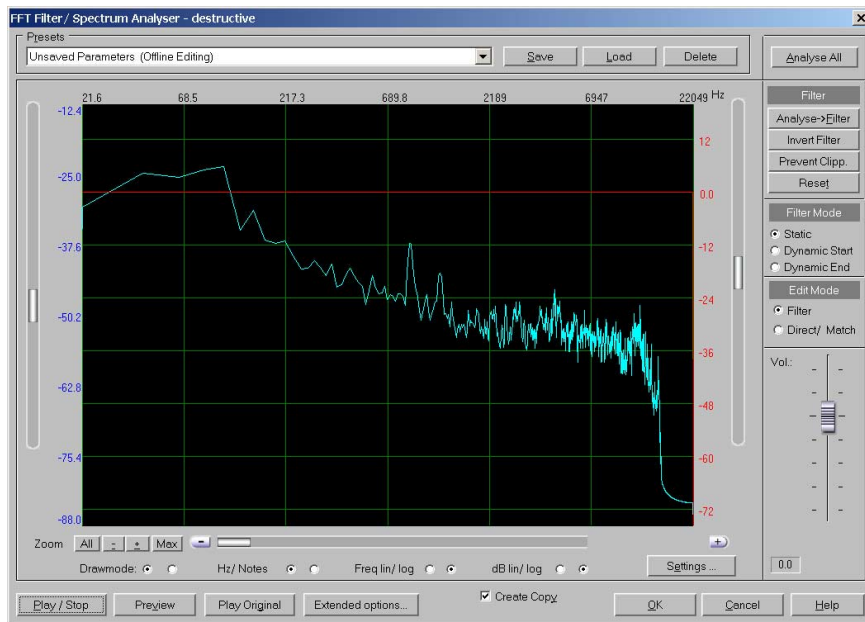 FFT Filter / Spectrum Analyser - destructive
Presets
Unsaved Parameters (Offline Editing)
Save
Load
Delete
Analyse All
21.6 68.5 217.3 689.8 2189 6947 22049 Hz
-12.4
-25.0
-37.6
-50.2
-62.8
-75.4
-88.0
12
0.0
-12
-24
-36
-48
-60
-72
Filter
Analyse->Filter
Invert Filter
Prevent Clipp.
Reset
Filter Mode
Static
Dynamic Start
Dynamic End
Edit Mode
Filter
Direct/ Match
Vol.:
0.0
Zoom All - + Max - +
Drawmode: Hz/ Notes Freq lin/ log dB lin/ log Settings ...
Play / Stop
Preview
Play Original
Extended options...
Create Copy
OK
Cancel
Help